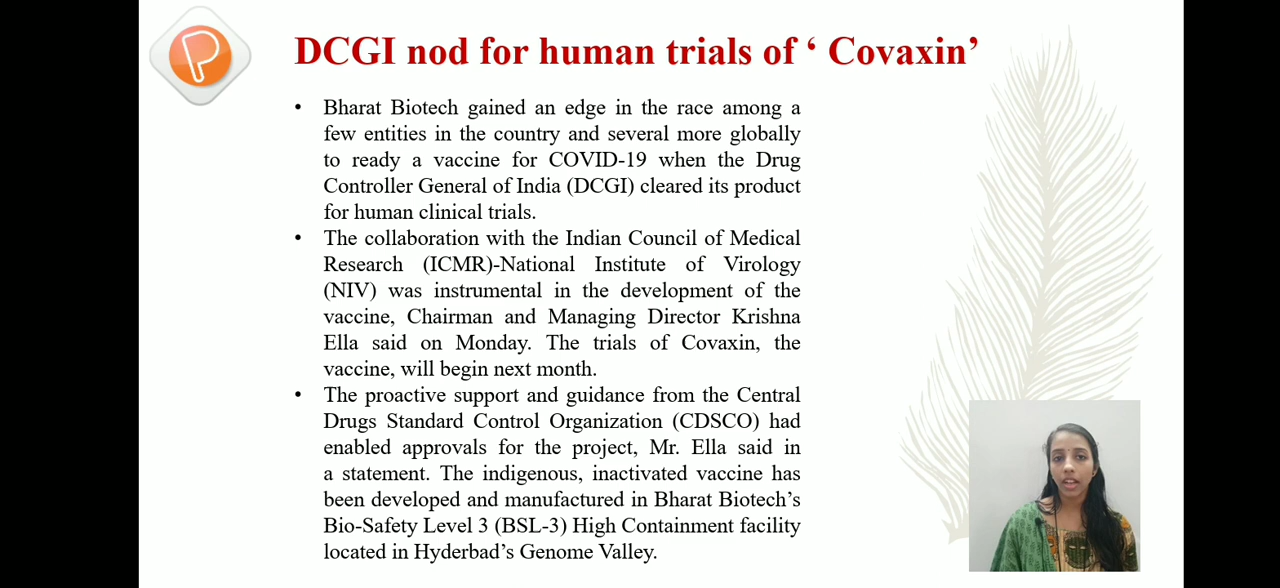 DCGI nod for human trials of ‘ Covaxin’
• Bharat Biotech gained an edge in the race among a
few entities in the country and several more globally
to ready a vaccine for COVID-19 when the Drug
Controller General of India (DCGI) cleared its product
for human clinical trials.
• The collaboration with the Indian Council of Medical
Research (ICMR)-National Institute of Virology
(NIV) was instrumental in the development of the
vaccine, Chairman and Managing Director Krishna
Ella said on Monday. The trials of Covaxin, the
vaccine, will begin next month.
• The proactive support and guidance from the Central
Drugs Standard Control Organization (CDSCO) had
enabled approvals for the project, Mr. Ella said in
a statement. The indigenous, inactivated vaccine has
been developed and manufactured in Bharat Biotech’s
Bio-Safety Level 3 (BSL-3) High Containment facility
located in Hyderbad’s Genome Valley.